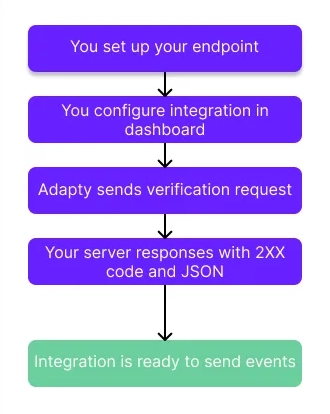 You set up your endpoint
You configure integration in
dashboard
Adapty sends verification request
Your server responses with 2XX
code and JSON
Integration is ready to send events